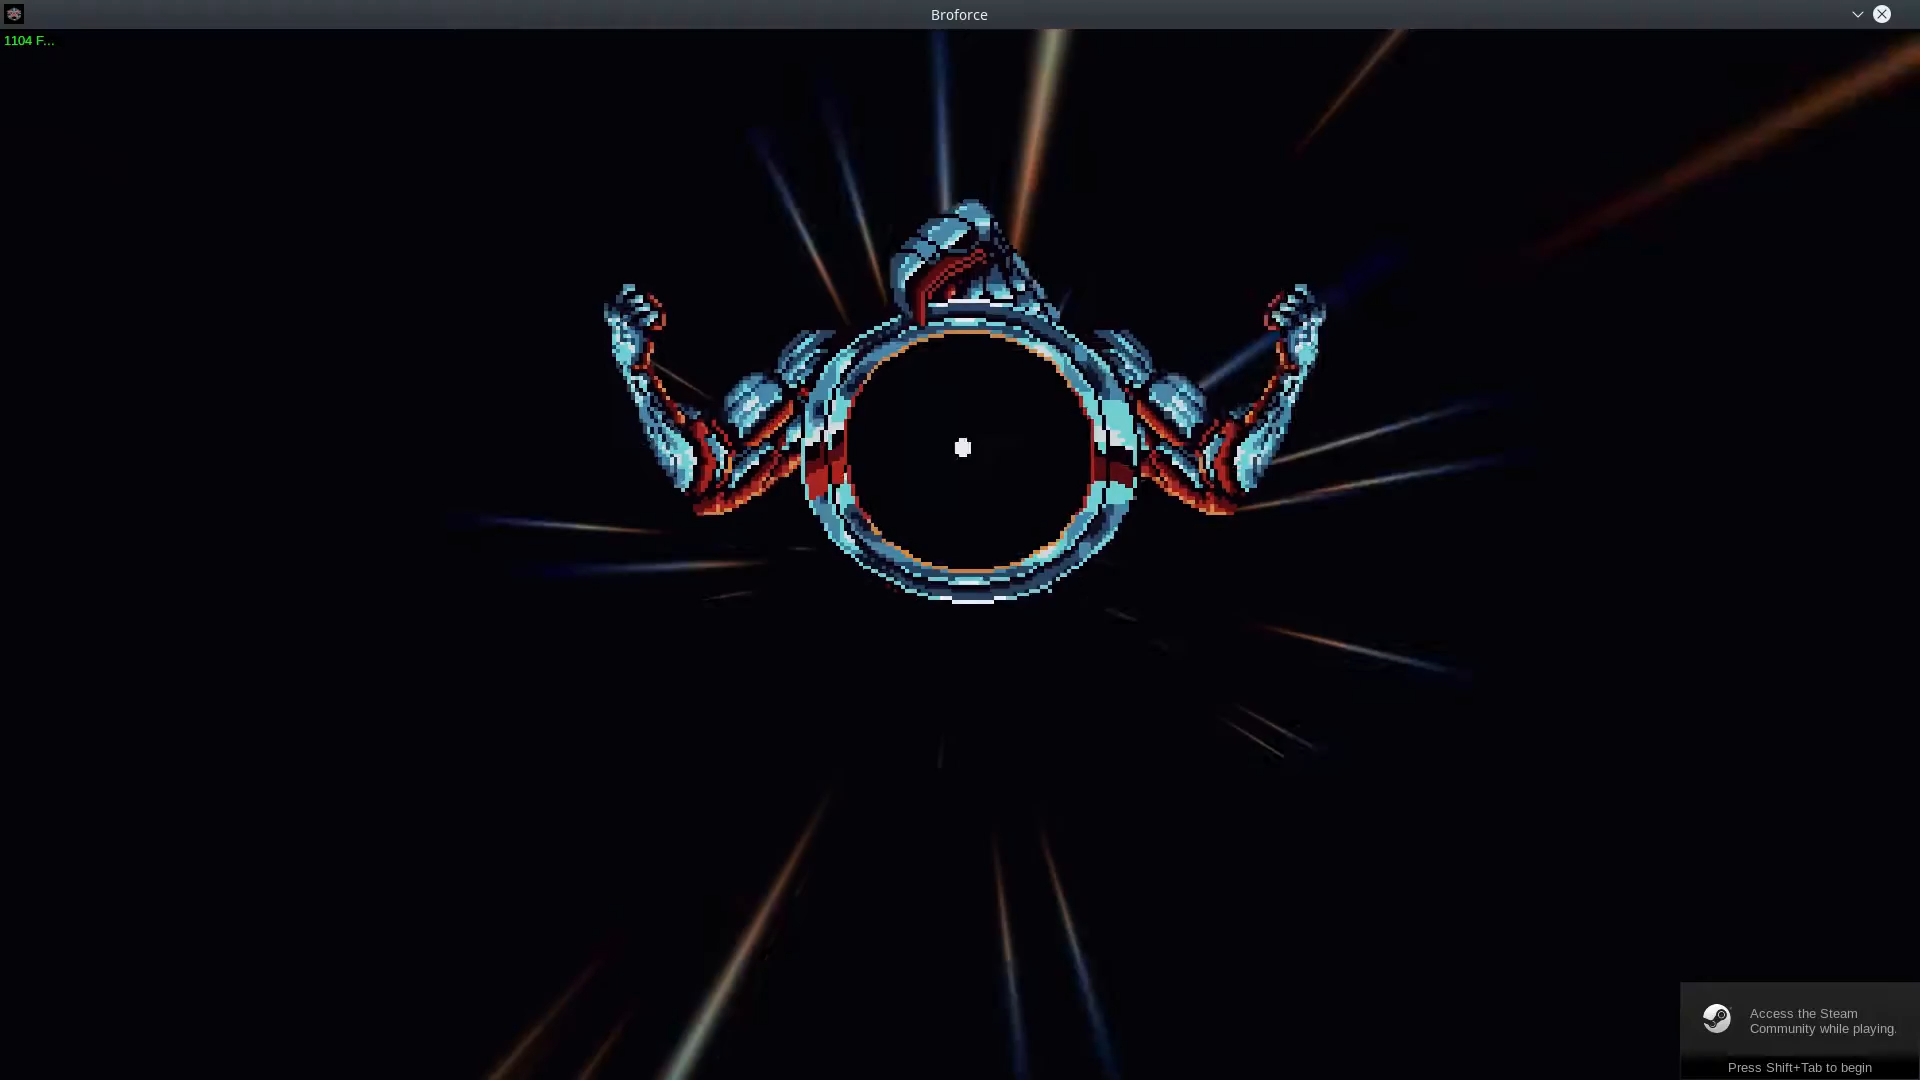 Broforce
1104 F...
Access the Steam
Community while playing.
Press Shift+Tab to begin